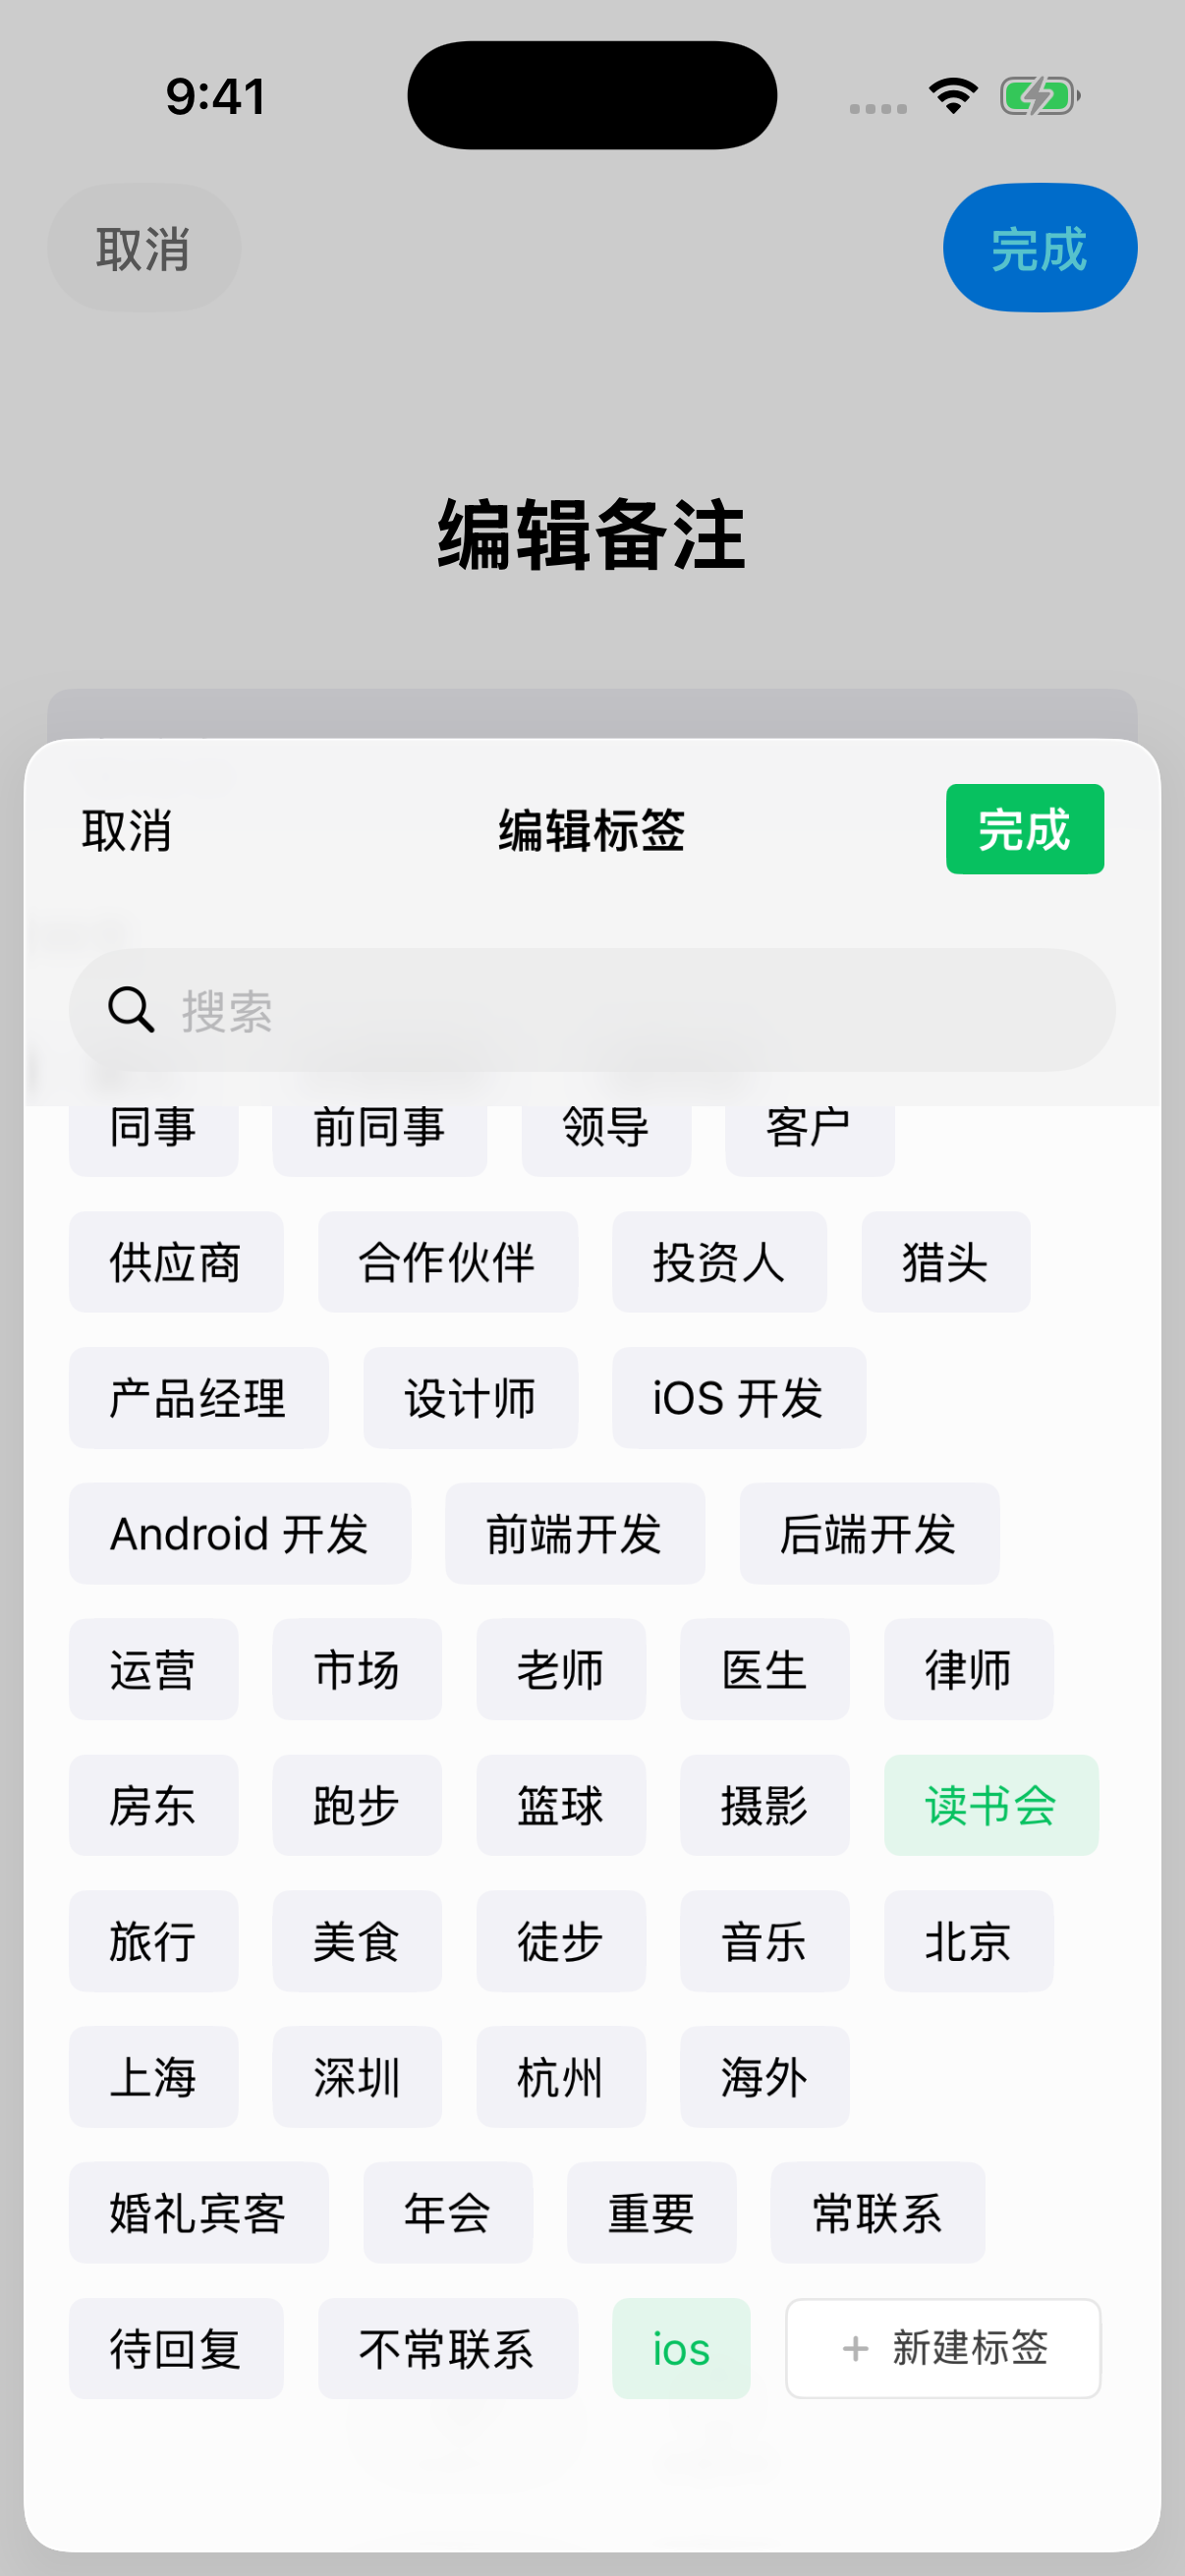 9:41
取消 完成
编辑备注
取消 编辑标签 完成
搜索
同事 前同事 领导 客户
供应商 合作伙伴 投资人 猎头
产品经理 设计师 iOS 开发
Android 开发 前端开发 后端开发
运营 市场 老师 医生 律师
房东 跑步 篮球 摄影 读书会
旅行 美食 徒步 音乐 北京
上海 深圳 杭州 海外
婚礼宾客 年会 重要 常联系
待回复 不常联系 ios + 新建标签